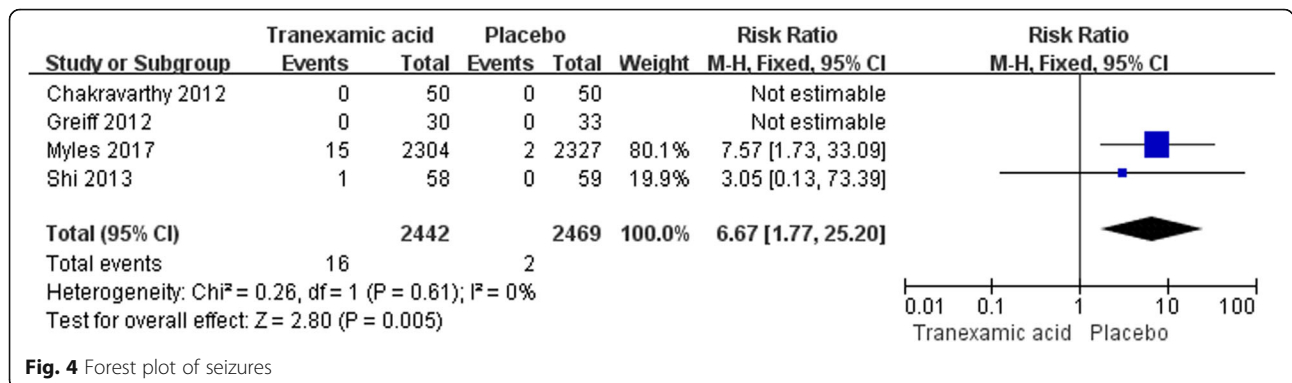 Tranexamic acid Placebo Risk Ratio Risk Ratio
Study or Subgroup Events Total Events Total Weight M-H, Fixed, 95% CI M-H, Fixed, 95% CI
Chakravarthy 2012 0 50 0 50 Not estimable
Greiff 2012 0 30 0 33 Not estimable
Myles 2017 15 2304 2 2327 80.1% 7.57 [1.73, 33.09]
Shi 2013 1 58 0 59 19.9% 3.05 [0.13, 73.39]
Total (95% CI) 2442 2469 100.0% 6.67 [1.77, 25.20]
Total events 16 2
Heterogeneity: Chi² = 0.26, df = 1 (P = 0.61); I² = 0%
Test for overall effect: Z = 2.80 (P = 0.005)
0.01 0.1 1 10 100
Tranexamic acid Placebo
Fig. 4 Forest plot of seizures